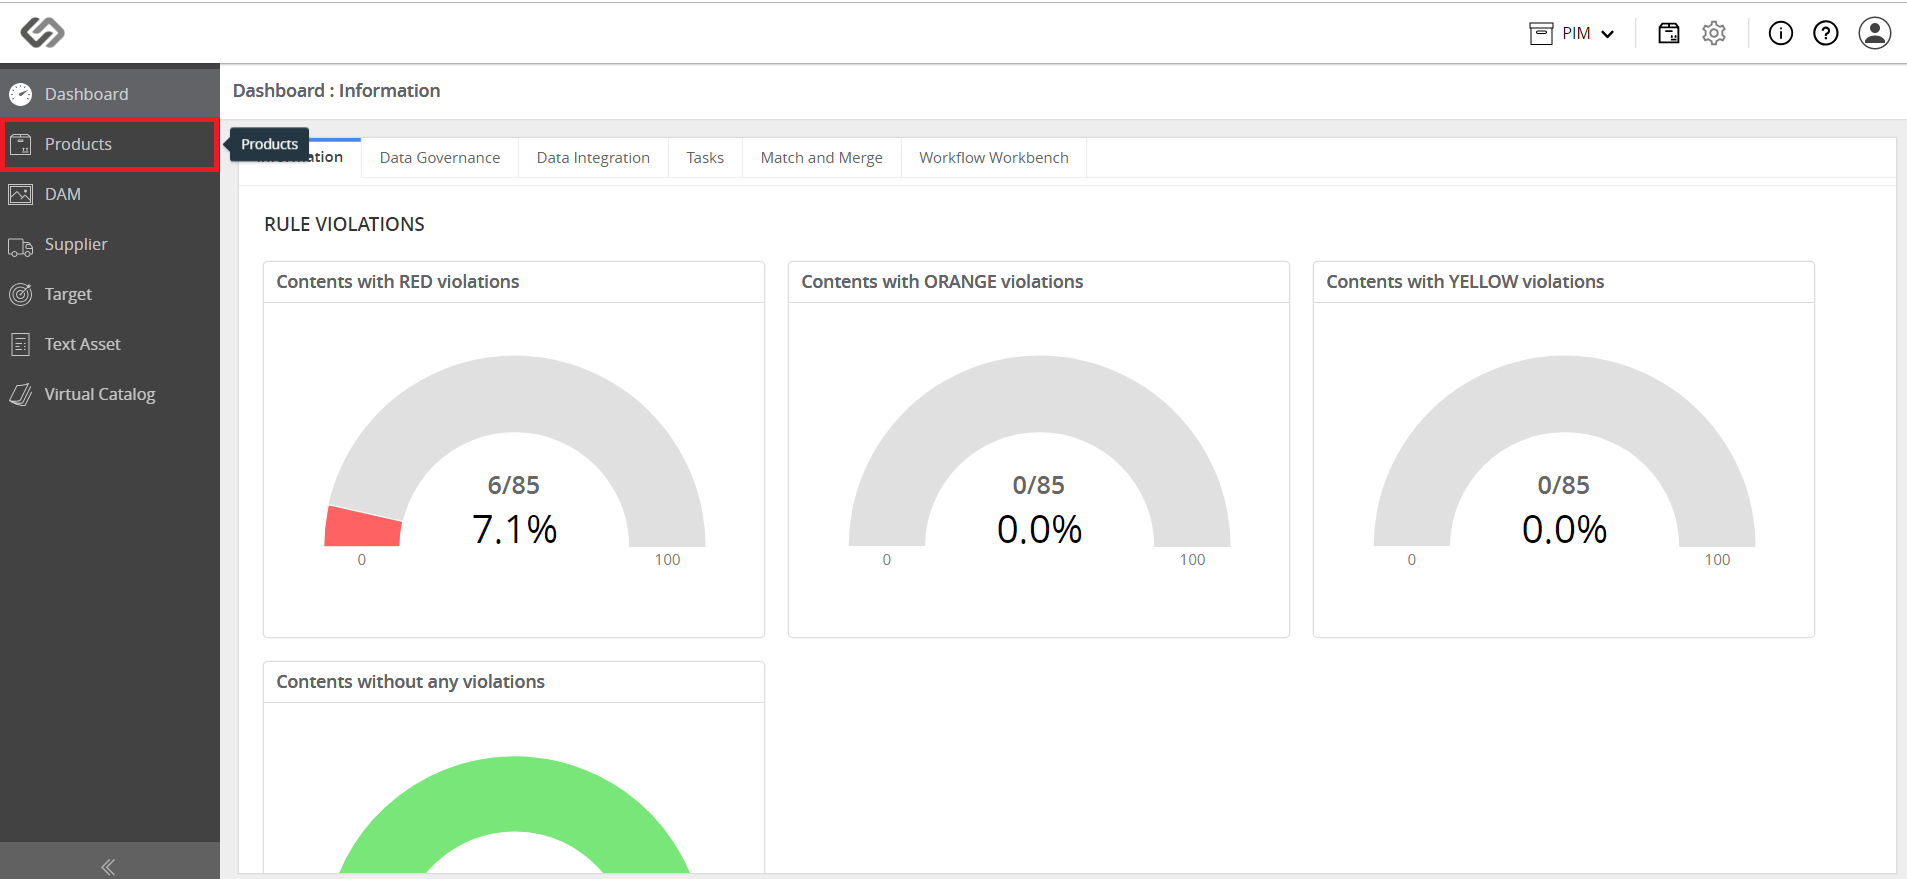 PIM
Dashboard
Products
DAM
Supplier
Target
Text Asset
Virtual Catalog
Dashboard : Information
Products
Data Governance
Data Integration
Tasks
Match and Merge
Workflow Workbench
RULE VIOLATIONS
Contents with RED violations
6/85
7.1%
0 100
Contents with ORANGE violations
0/85
0.0%
0 100
Contents with YELLOW violations
0/85
0.0%
0 100
Contents without any violations